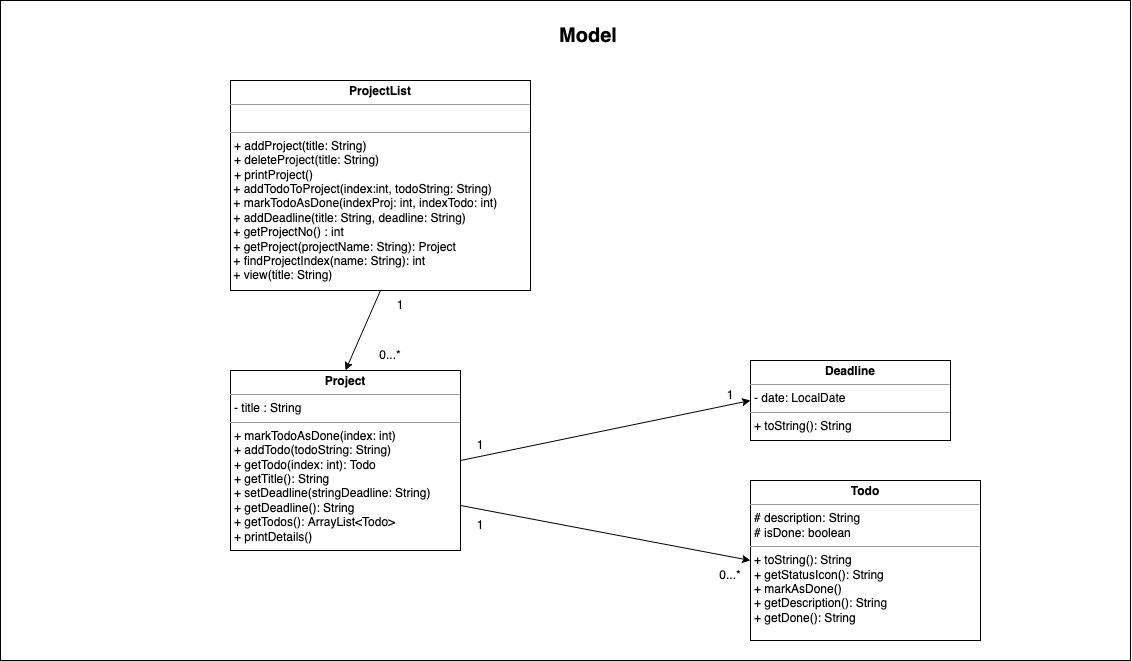 Model
ProjectList
+ addProject(title: String)
+ deleteProject(title: String)
+ printProject()
+ addTodoToProject(index:int, todoString: String)
+ markTodoAsDone(indexProj: int, indexTodo: int)
+ addDeadline(title: String, deadline: String)
+ getProjectNo() : int
+ getProject(projectName: String): Project
+ findProjectIndex(name: String): int
+ view(title: String)
1
0...*
Project
- title : String
+ markTodoAsDone(index: int)
+ addTodo(todoString: String)
+ getTodo(index: int): Todo
+ getTitle(): String
+ setDeadline(stringDeadline: String)
+ getDeadline(): String
+ getTodos(): ArrayList<Todo>
+ printDetails()
1
1
Deadline
- date: LocalDate
+ toString(): String
1
0...*
Todo
# description: String
# isDone: boolean
+ toString(): String
+ getStatusIcon(): String
+ markAsDone()
+ getDescription(): String
+ getDone(): String